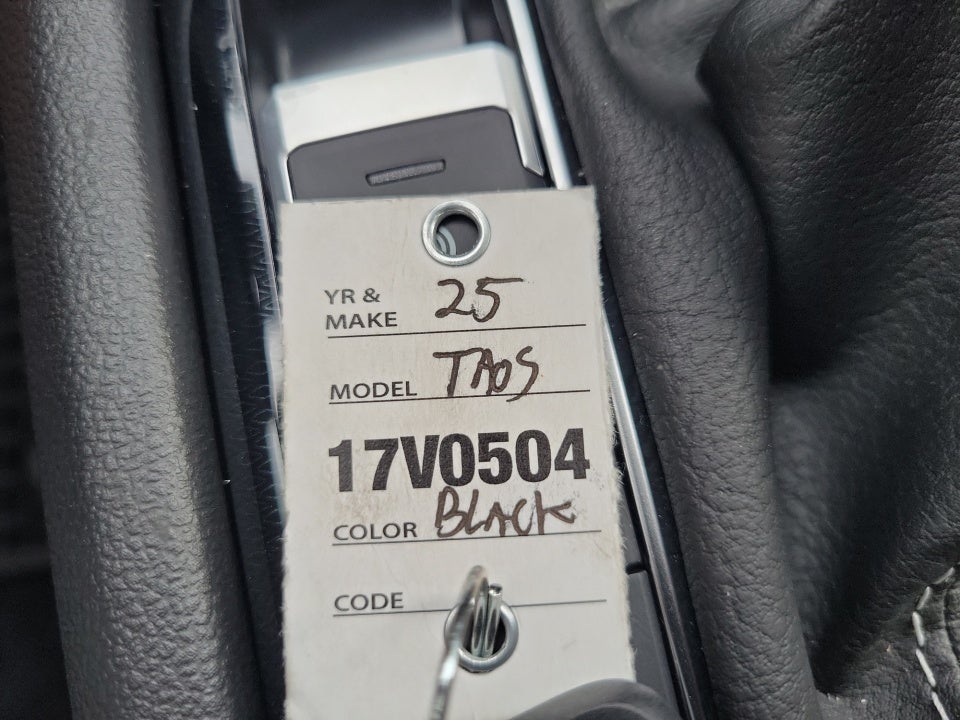 YR & 25
MAKE
MODEL TAOS
17V0504
COLOR BLACK
CODE